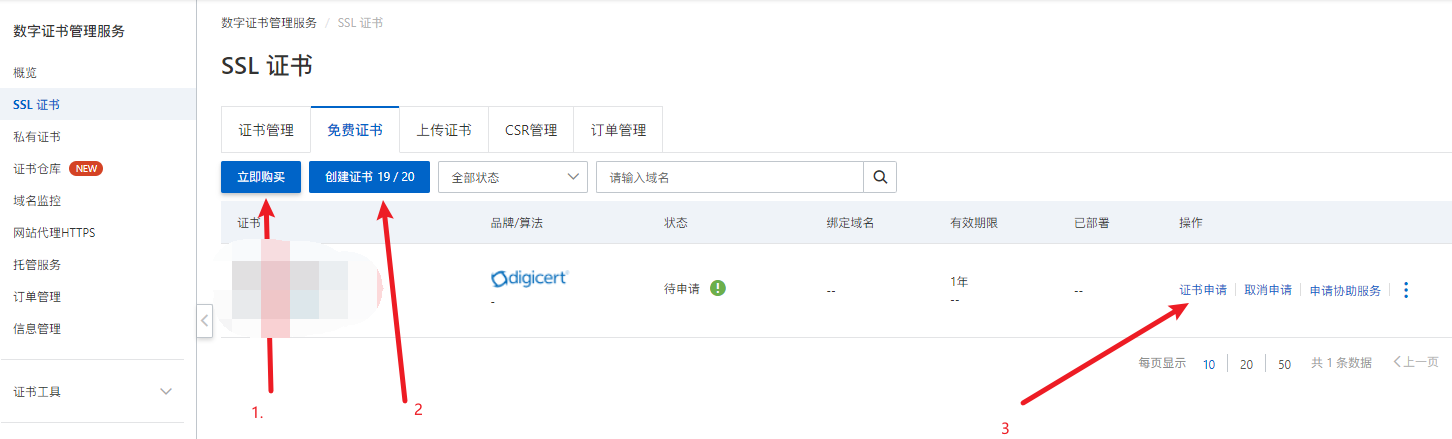 数字证书管理服务
概览
SSL 证书
私有证书
证书仓库 NEW
域名监控
网站代理HTTPS
托管服务
订单管理
信息管理
证书工具
数字证书管理服务 / SSL 证书
SSL 证书
证书管理 免费证书 上传证书 CSR管理 订单管理
立即购买 创建证书 19 / 20 全部状态 请输入域名
证书 品牌/算法 状态 绑定域名 有效期限 已部署 操作
digicert
- 待申请 -- 1年 -- 证书申请 取消申请 申请协助服务
--
每页显示 10 20 50 共 1 条数据 上一页
1. 2 3